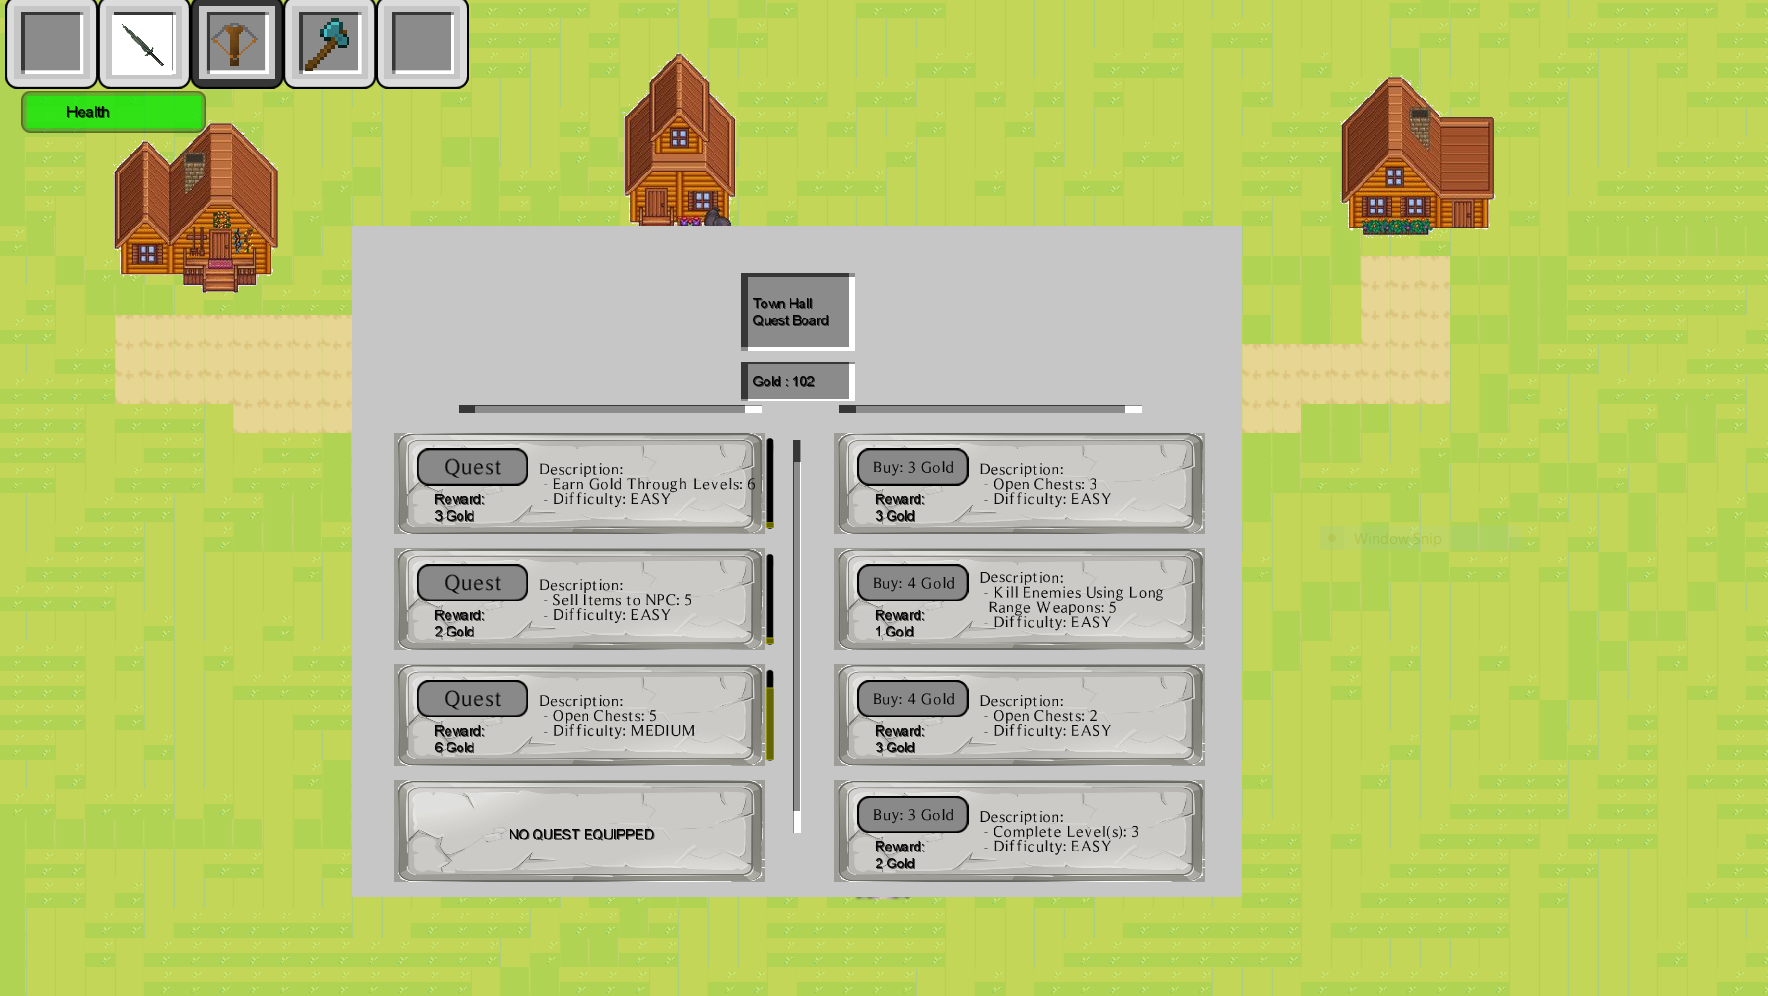 Health
Town Hall
Quest Board
Gold : 102
Quest
Description:
- Earn Gold Through Levels: 6
- Difficulty: EASY
Reward:
3 Gold
Quest
Description:
- Sell Items to NPC: 5
- Difficulty: EASY
Reward:
2 Gold
Quest
Description:
- Open Chests: 5
- Difficulty: MEDIUM
Reward:
6 Gold
NO QUEST EQUIPPED
Buy: 3 Gold
Description:
- Open Chests: 3
- Difficulty: EASY
Reward:
3 Gold
Buy: 4 Gold
Description:
- Kill Enemies Using Long
Range Weapons: 5
- Difficulty: EASY
Reward:
1 Gold
Buy: 4 Gold
Description:
- Open Chests: 2
- Difficulty: EASY
Reward:
3 Gold
Buy: 3 Gold
Description:
- Complete Level(s): 3
- Difficulty: EASY
Reward:
2 Gold
Window Snip